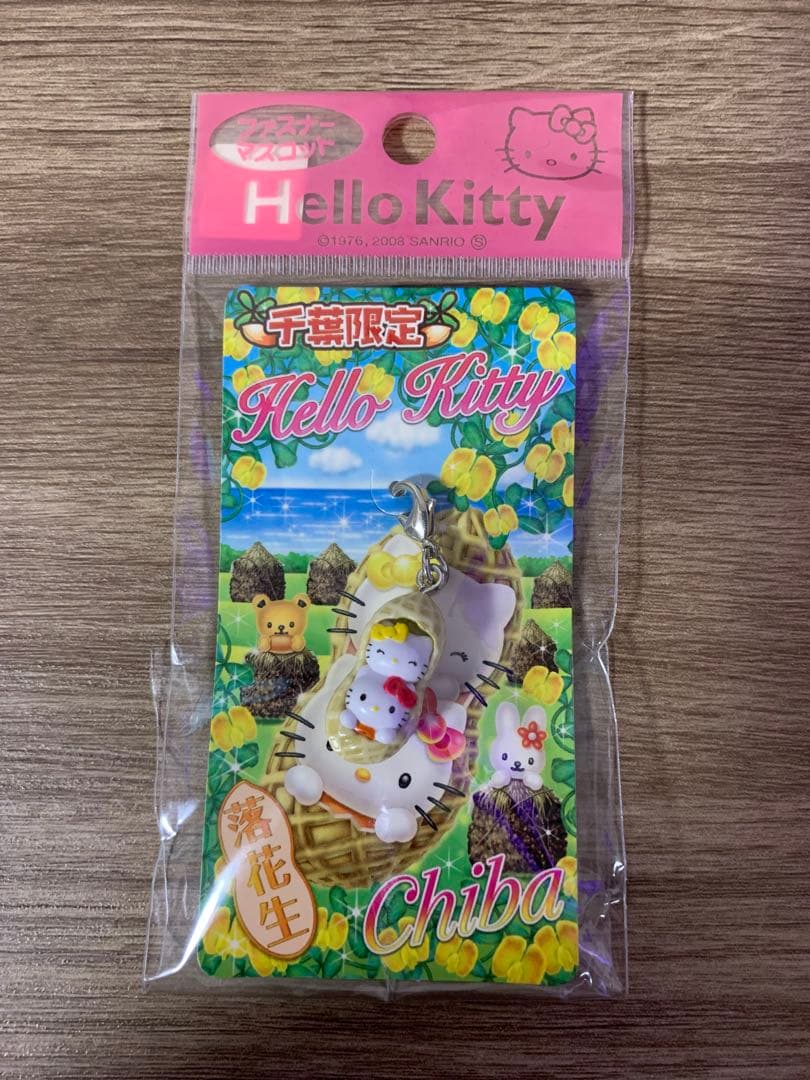 ファスナー
マスコット
Hello Kitty
©1976, 2008 SANRIO Ⓢ
千葉限定
Hello Kitty
落花生
Chiba